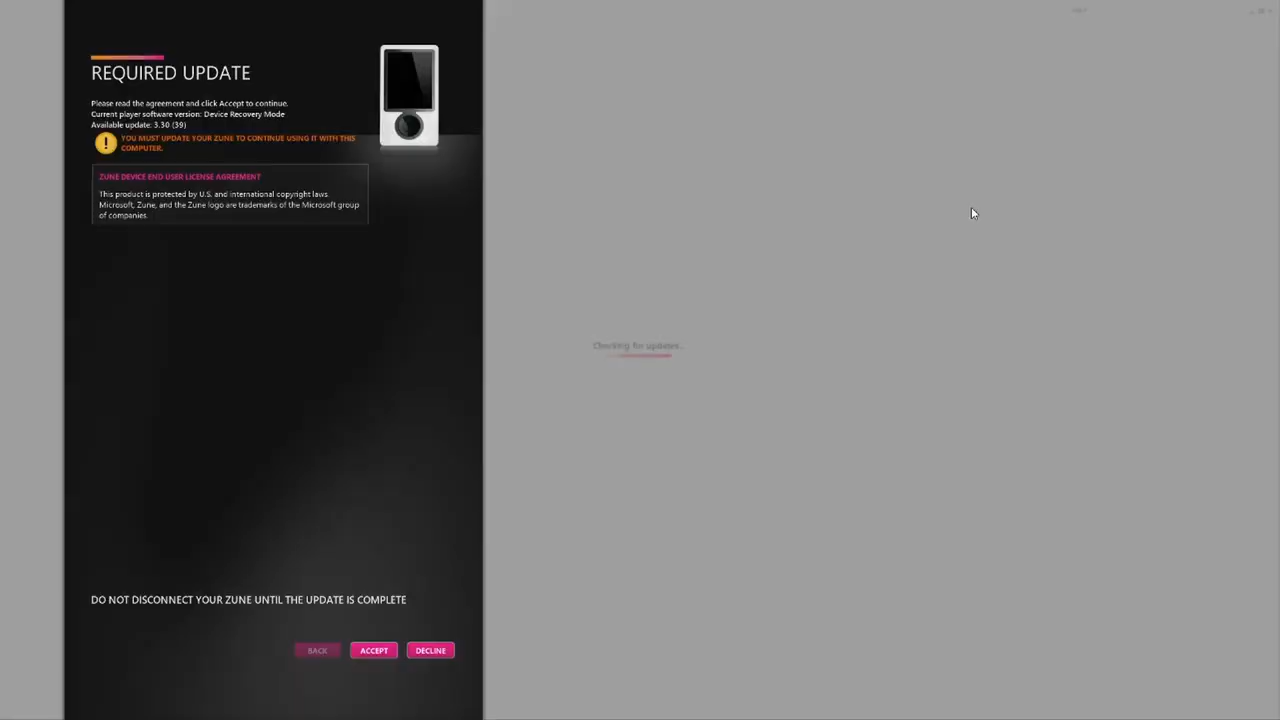 REQUIRED UPDATE
Please read the agreement and click Accept to continue.
Current player software version: Device Recovery Mode
Available update: 3.30 (39)
YOU MUST UPDATE YOUR ZUNE TO CONTINUE USING IT WITH THIS
COMPUTER.
ZUNE DEVICE END USER LICENSE AGREEMENT
This product is protected by U.S. and international copyright laws.
Microsoft, Zune, and the Zune logo are trademarks of the Microsoft group
of companies.
Checking for updates...
DO NOT DISCONNECT YOUR ZUNE UNTIL THE UPDATE IS COMPLETE
BACK ACCEPT DECLINE